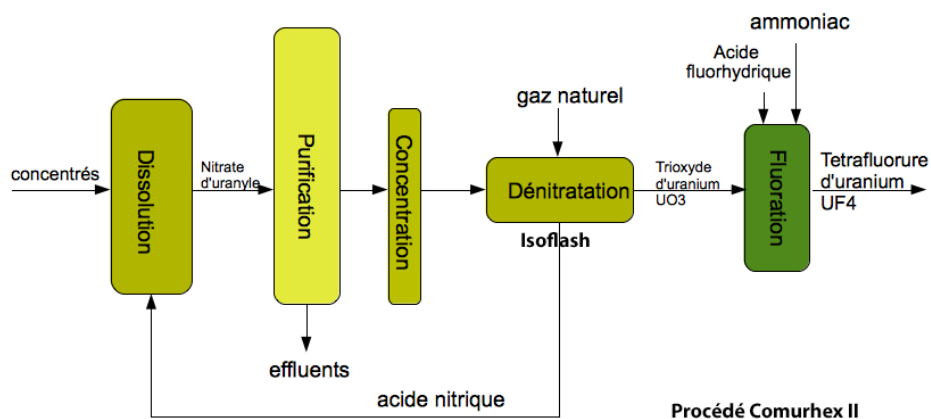 ammoniac
Acide
fluorhydrique
gaz naturel
concentrés
Dissolution
Nitrate
d'uranyle
Purification
Concentration
Dénitratation
Isoflash
Trioxyde
d'uranium
UO3
Fluoration
Tetrafluorure
d'uranium
UF4
effluents
acide nitrique
Procédé Comurhex II